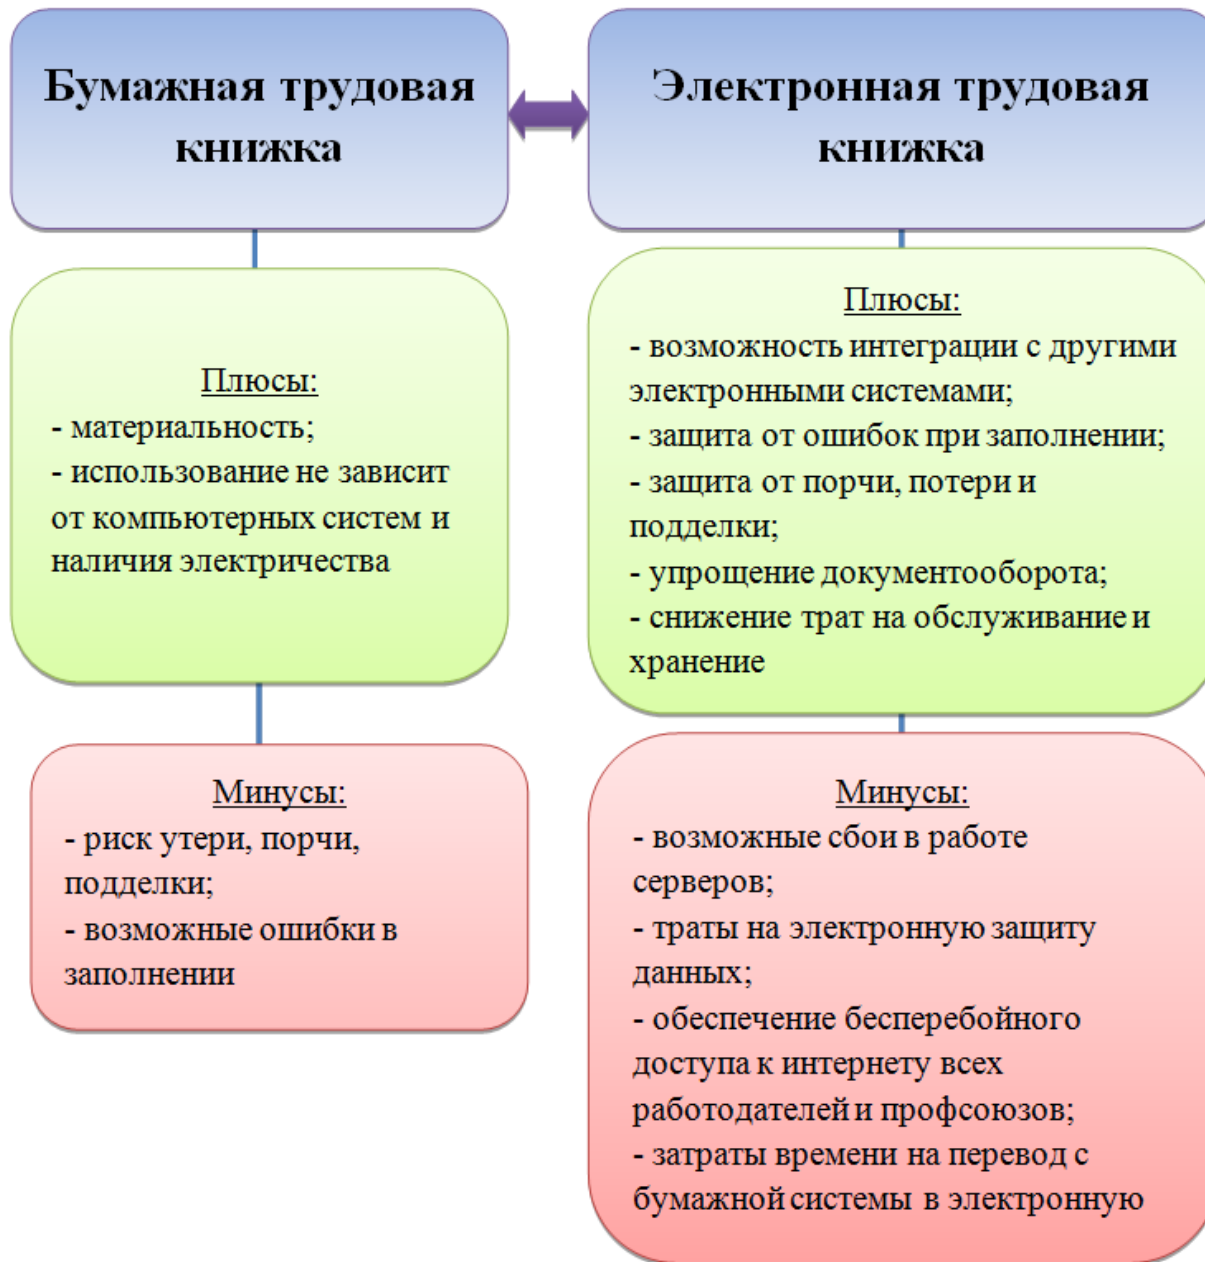 Бумажная трудовая
книжка
Электронная трудовая
книжка
Плюсы:
- материальность;
- использование не зависит
от компьютерных систем и
наличия электричества
Минусы:
- риск утери, порчи,
подделки;
- возможные ошибки в
заполнении
Плюсы:
- возможность интеграции с другими
электронными системами;
- защита от ошибок при заполнении;
- защита от порчи, потери и
подделки;
- упрощение документооборота;
- снижение трат на обслуживание и
хранение
Минусы:
- возможные сбои в работе
серверов;
- траты на электронную защиту
данных;
- обеспечение бесперебойного
доступа к интернету всех
работодателей и профсоюзов;
- затраты времени на перевод с
бумажной системы в электронную